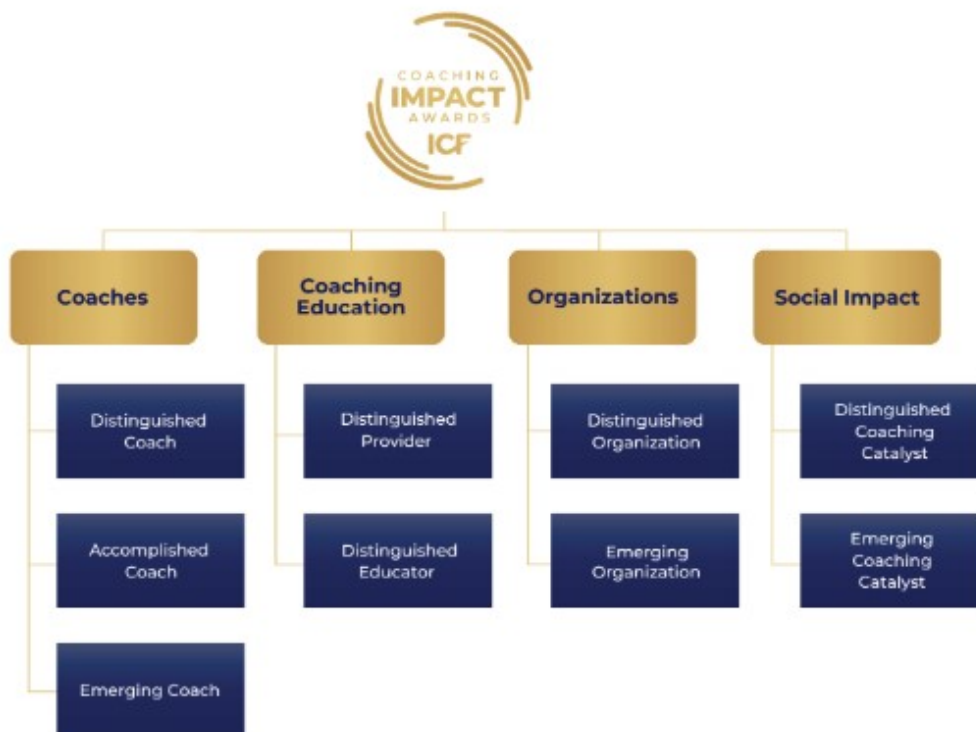 COACHING
IMPACT
AWARDS
ICF
Coaches
Coaching
Education
Organizations
Social Impact
Distinguished
Coach
Distinguished
Provider
Distinguished
Organization
Distinguished
Coaching
Catalyst
Accomplished
Coach
Distinguished
Educator
Emerging
Organization
Emerging
Coaching
Catalyst
Emerging Coach